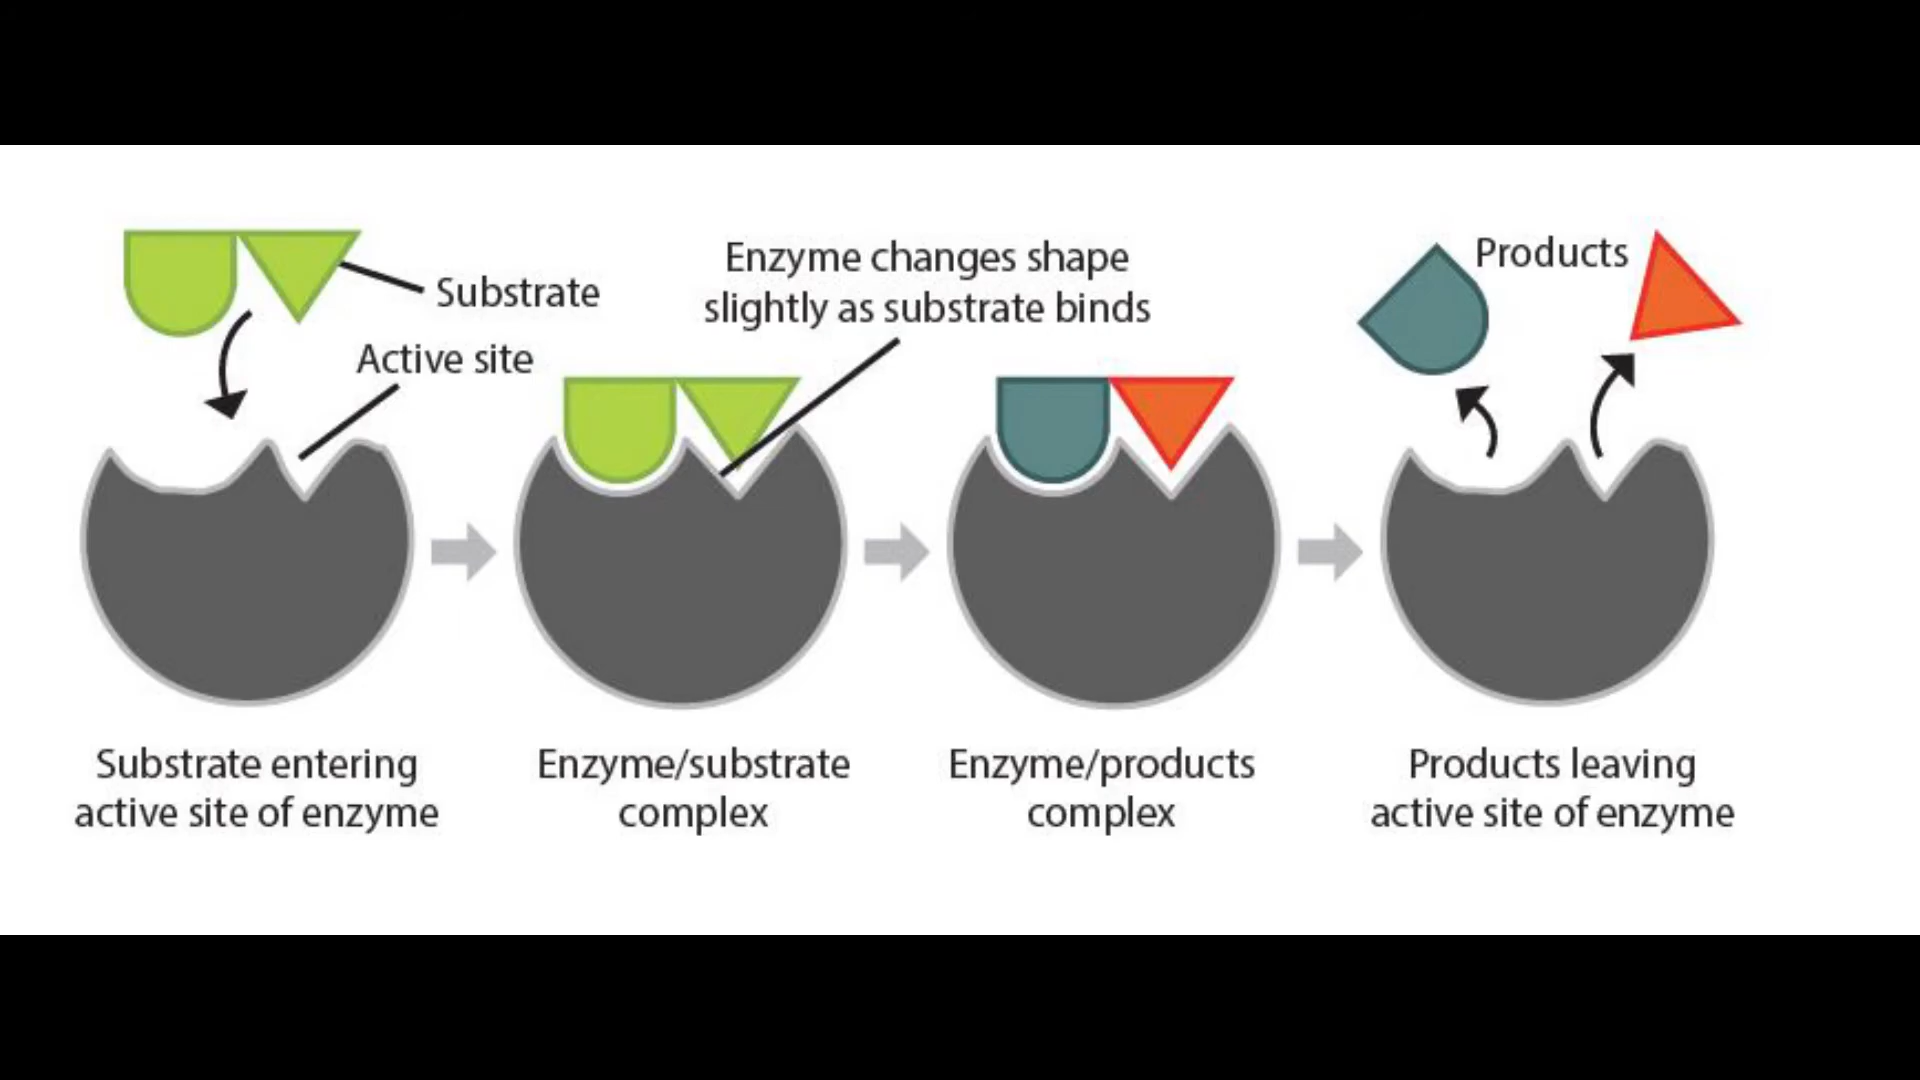 Substrate
Active site
Enzyme changes shape
slightly as substrate binds
Products
Substrate entering
active site of enzyme
Enzyme/substrate
complex
Enzyme/products
complex
Products leaving
active site of enzyme